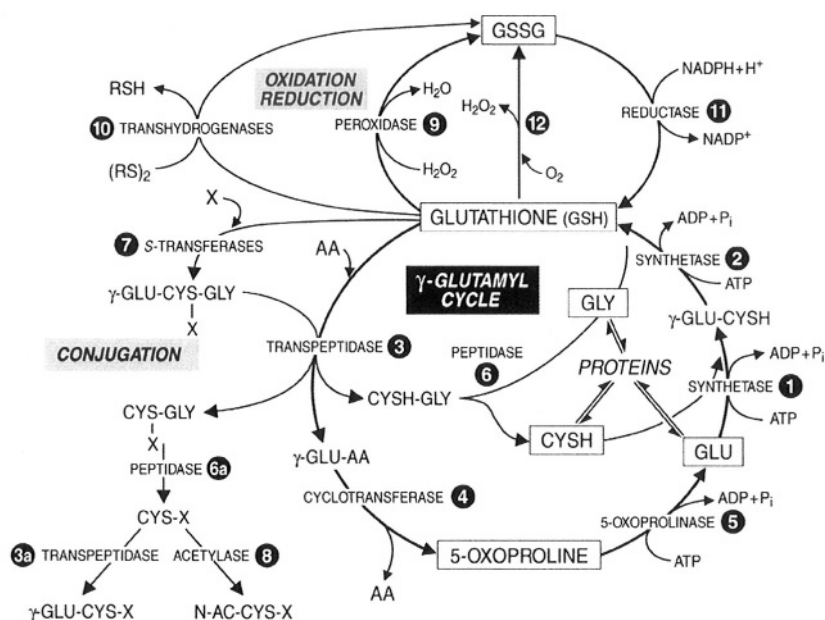 GSSG
NADPH+H⁺
RSH
OXIDATION
REDUCTION
H₂O
H₂O₂
12
REDUCTASE 11
10 TRANSHYDROGENASES
PEROXIDASE 9
NADP⁺
(RS)₂
H₂O₂
O₂
X
GLUTATHIONE (GSH)
ADP+Pᵢ
7 S-TRANSFERASES
AA
SYNTHETASE 2
γ-GLUTAMYL
CYCLE
ATP
γ-GLU-CYS-GLY
X
GLY
γ-GLU-CYSH
CONJUGATION
TRANSPEPTIDASE 3
PEPTIDASE
6
PROTEINS
ADP+Pᵢ
SYNTHETASE 1
CYSH-GLY
ATP
CYS-GLY
X
CYSH
GLU
PEPTIDASE 6a
γ-GLU-AA
CYCLOTRANSFERASE 4
ADP+Pᵢ
CYS-X
5-OXOPROLINASE 5
3a TRANSPEPTIDASE
ACETYLASE 8
5-OXOPROLINE
ATP
AA
γ-GLU-CYS-X
N-AC-CYS-X